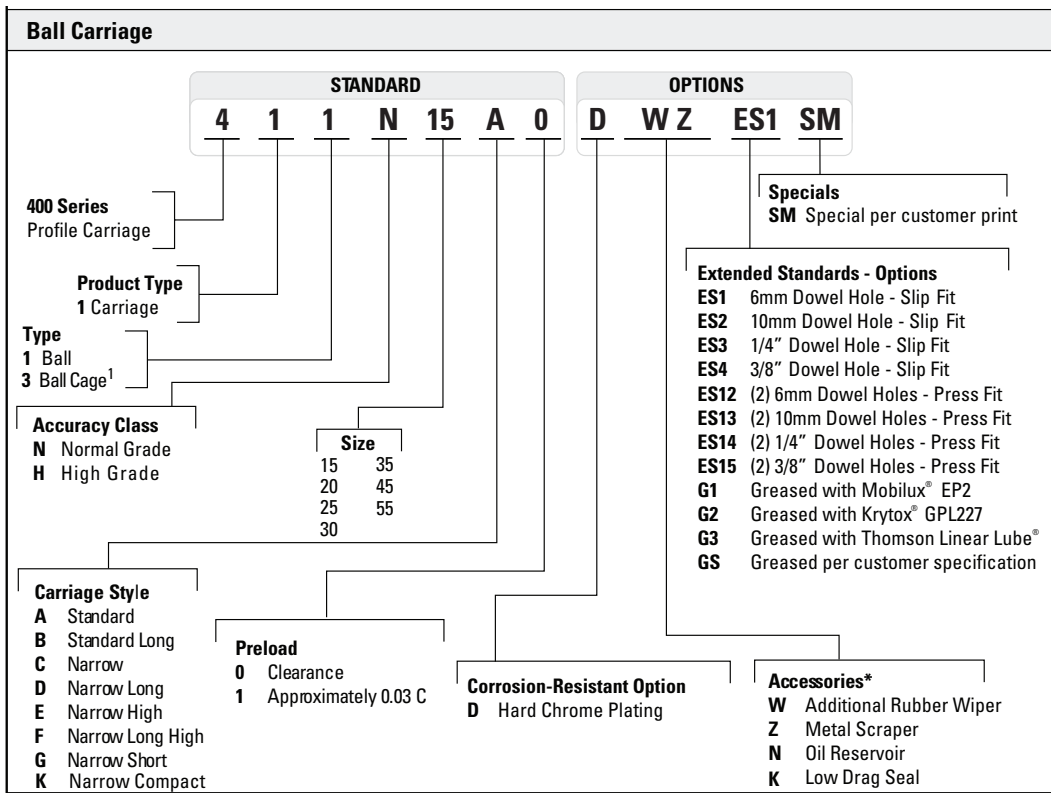 Ball Carriage
STANDARD
OPTIONS
4 1 1 N 15 A 0 D W Z ES1 SM
400 Series
Profile Carriage
Product Type
1 Carriage
Type
1 Ball
3 Ball Cage1
Accuracy Class
N Normal Grade
H High Grade
Size
15 35
20 45
25 55
30
Carriage Style
A Standard
B Standard Long
C Narrow
D Narrow Long
E Narrow High
F Narrow Long High
G Narrow Short
K Narrow Compact
Preload
0 Clearance
1 Approximately 0.03 C
Corrosion-Resistant Option
D Hard Chrome Plating
Specials
SM Special per customer print
Extended Standards - Options
ES1 6mm Dowel Hole - Slip Fit
ES2 10mm Dowel Hole - Slip Fit
ES3 1/4” Dowel Hole - Slip Fit
ES4 3/8” Dowel Hole - Slip Fit
ES12 (2) 6mm Dowel Holes - Press Fit
ES13 (2) 10mm Dowel Holes - Press Fit
ES14 (2) 1/4” Dowel Holes - Press Fit
ES15 (2) 3/8” Dowel Holes - Press Fit
G1 Greased with Mobilux® EP2
G2 Greased with Krytox® GPL227
G3 Greased with Thomson Linear Lube®
GS Greased per customer specification
Accessories*
W Additional Rubber Wiper
Z Metal Scraper
N Oil Reservoir
K Low Drag Seal